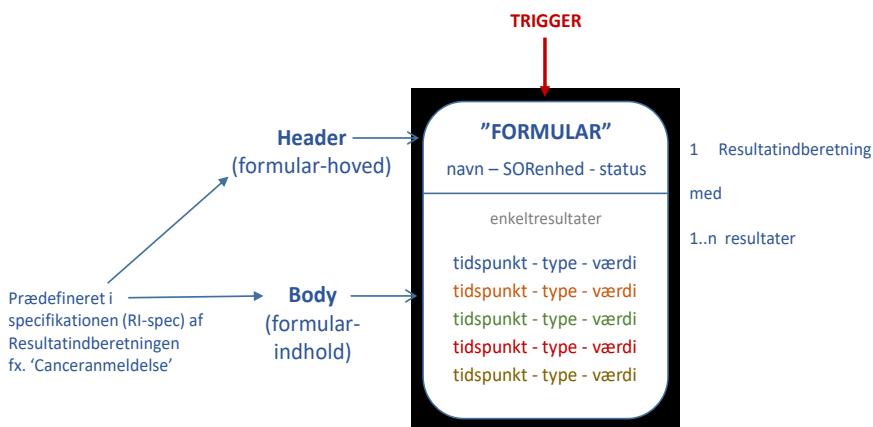 TRIGGER
Header
(formular-hoved)
”FORMULAR”
navn – SORenhed - status
enkeltresultater
tidspunkt - type - værdi
tidspunkt - type - værdi
tidspunkt - type - værdi
tidspunkt - type - værdi
tidspunkt - type - værdi
1 Resultatindberetning
med
1..n resultater
Prædefineret i
specifikationen (RI-spec) af
Resultatindberetningen
fx. ‘Canceranmeldelse’
Body
(formular-
indhold)